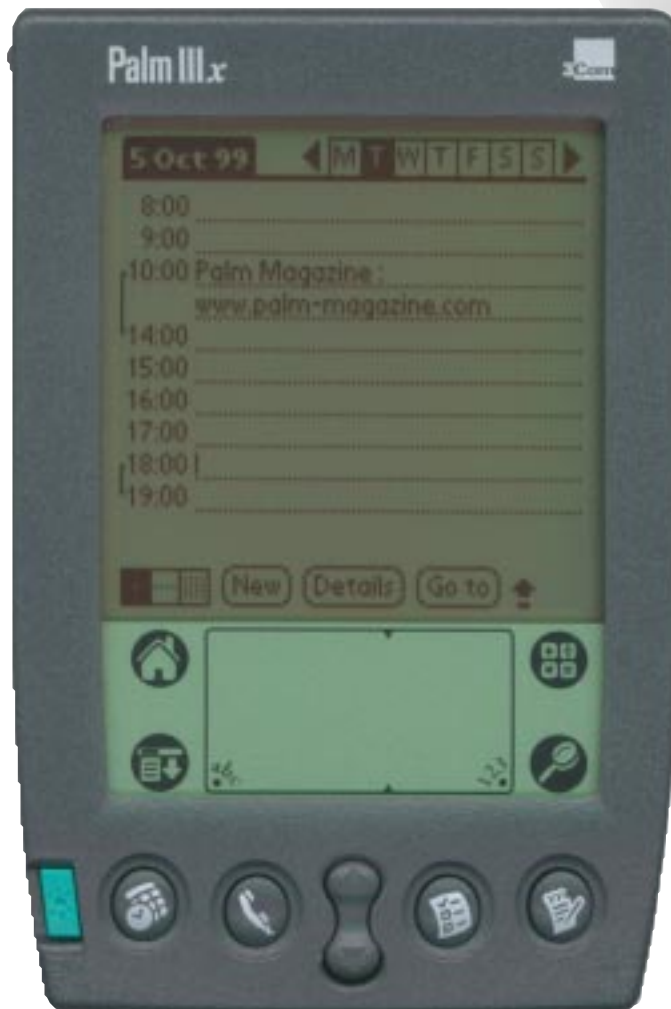 Palm IIIx
3Com
5 Oct 99 M T W T F S S
8:00
9:00
10:00 Palm Magazine :
www.palm-magazine.com
14:00
15:00
16:00
17:00
18:00
19:00
New Details Go to
abc 123